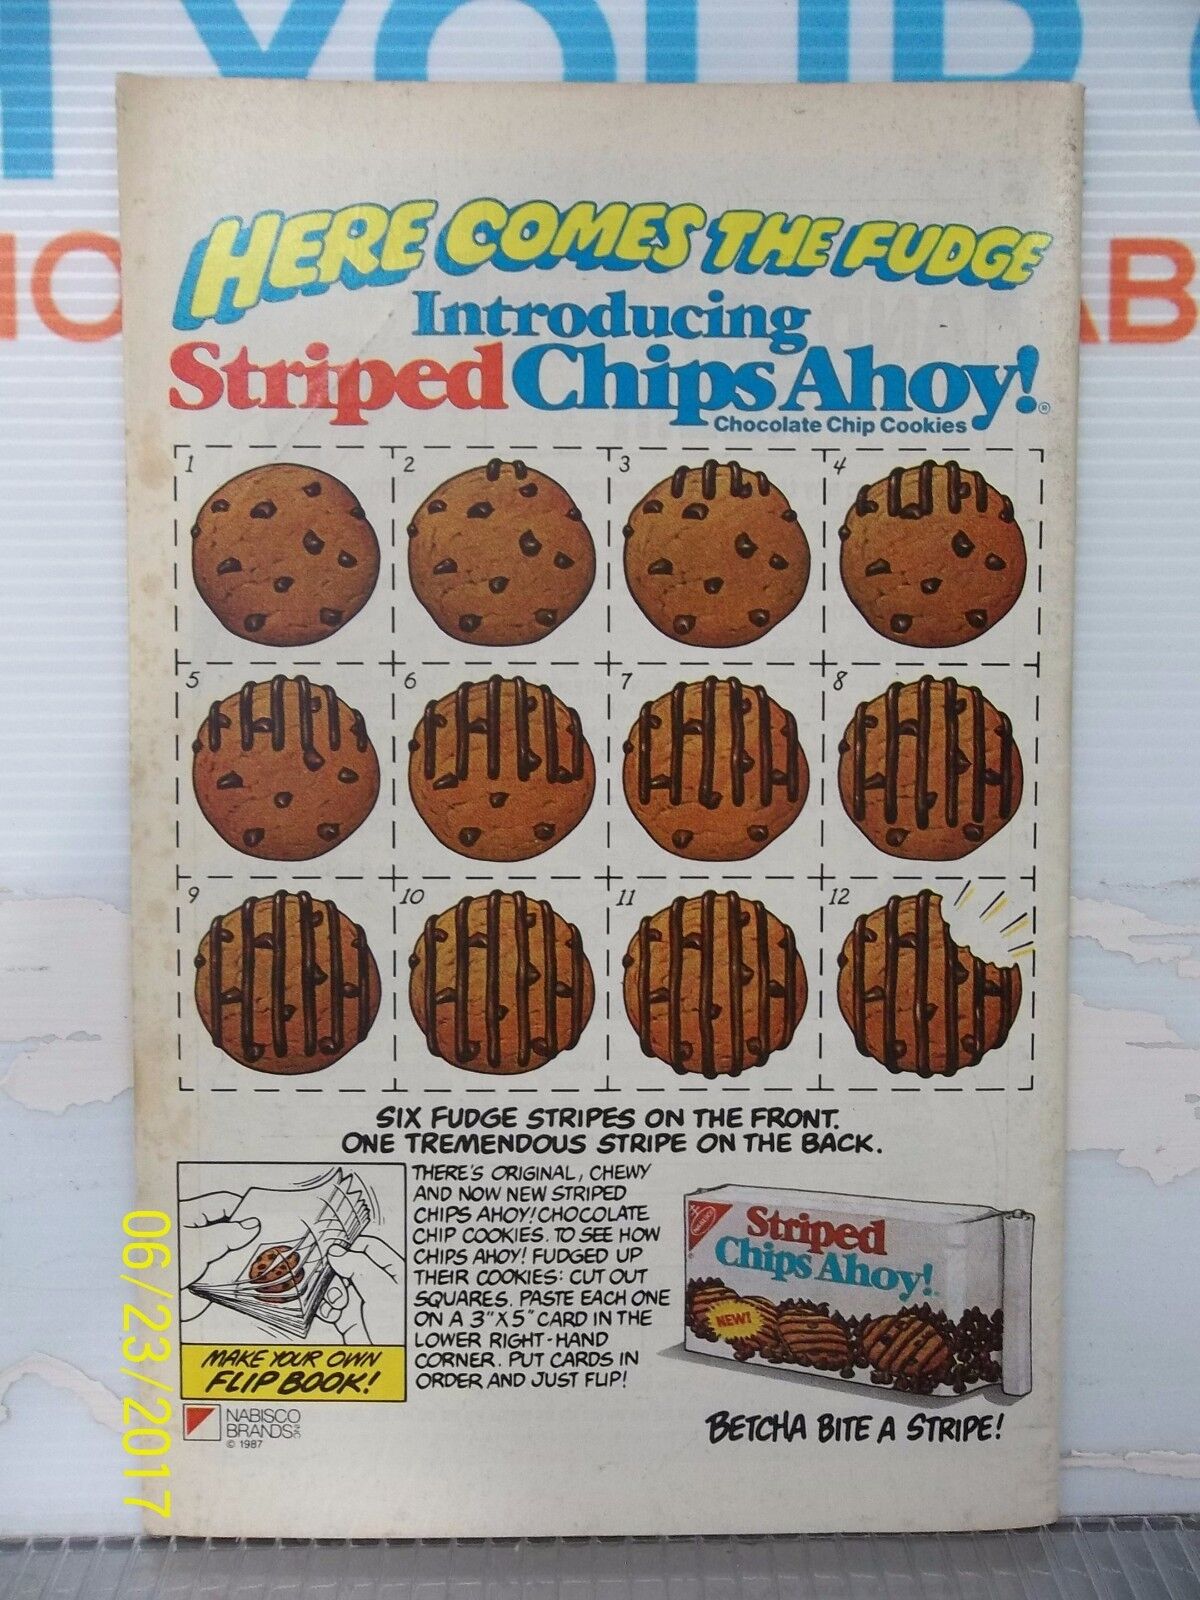 YOUR
AB
HERE COMES THE FUDGE
Introducing
Striped Chips Ahoy!®
Chocolate Chip Cookies
1 2 3 4
5 6 7 8
9 10 11 12
SIX FUDGE STRIPES ON THE FRONT.
ONE TREMENDOUS STRIPE ON THE BACK.
THERE'S ORIGINAL, CHEWY
AND NOW NEW STRIPED
CHIPS AHOY! CHOCOLATE
CHIP COOKIES. TO SEE HOW
CHIPS AHOY! FUDGED UP
THEIR COOKIES: CUT OUT
SQUARES. PASTE EACH ONE
ON A 3"X5" CARD IN THE
LOWER RIGHT-HAND
CORNER. PUT CARDS IN
ORDER AND JUST FLIP!
MAKE YOUR OWN
FLIP BOOK!
NABISCO
BRANDS INC
© 1987
NABISCO
Striped
Chips Ahoy!
NEW!
BETCHA BITE A STRIPE!
06/23/2017